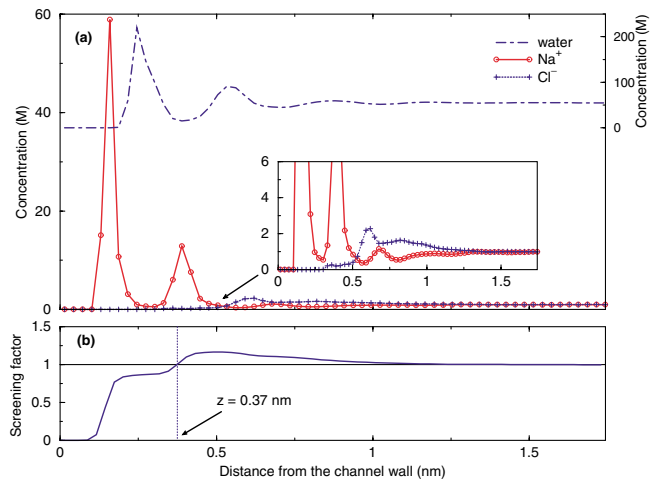 60
(a)
water
Na+
Cl−
200
100
0
Concentration (M)
40
20
0
Concentration (M)
6
4
2
0
0
0.5
1
1.5
1.5
(b)
1
0.5
0
Screening factor
z = 0.37 nm
0
0.5
1
1.5
Distance from the channel wall (nm)